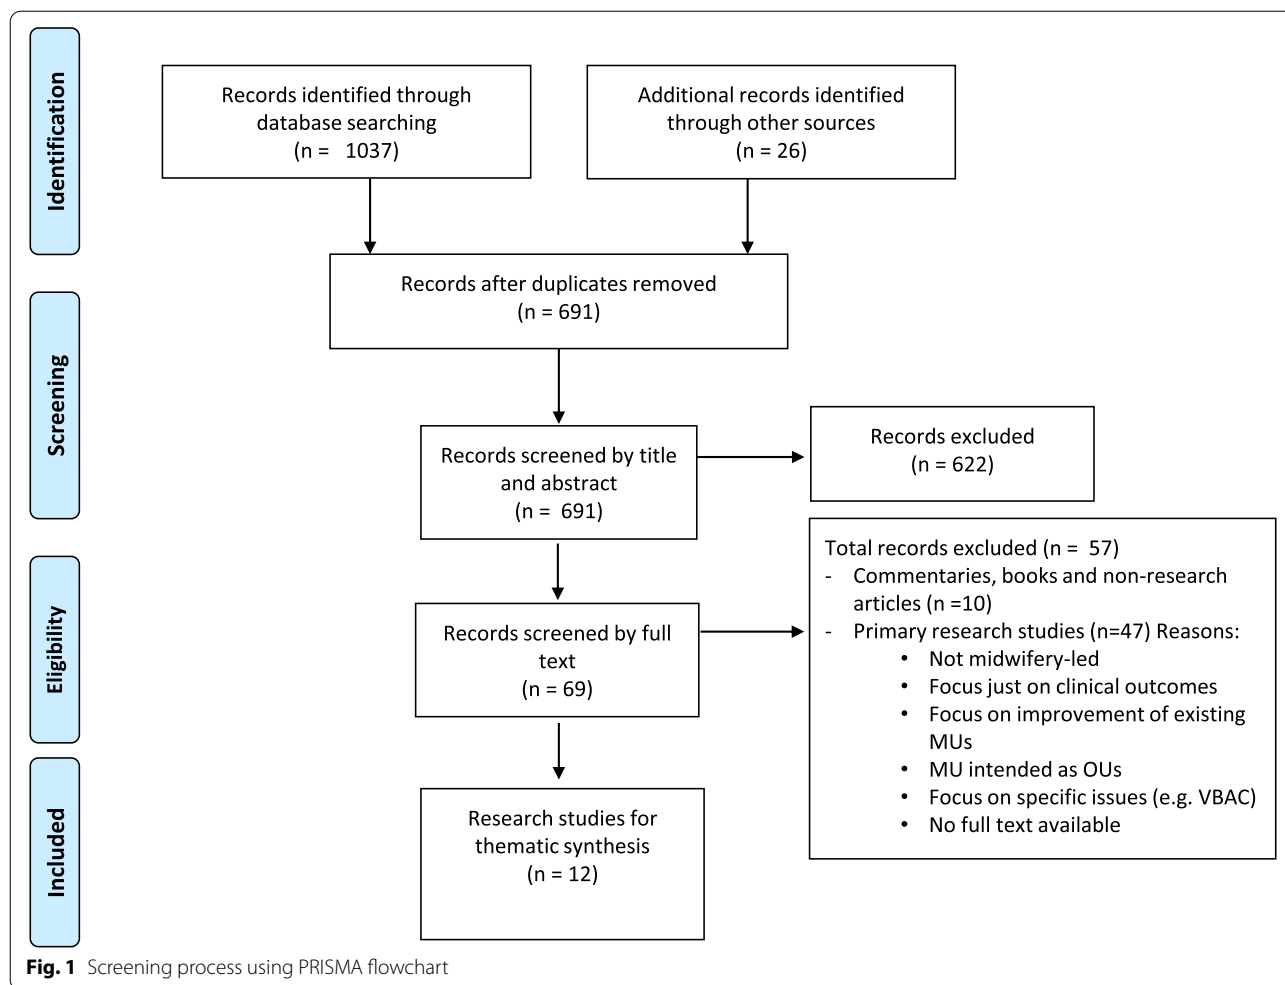 Identification
Records identified through
database searching
(n =   1037)
Additional records identified
through other sources
(n = 26)
Records after duplicates removed
(n = 691)
Screening
Records screened by title
and abstract
(n =  691)
Records excluded
(n = 622)
Eligibility
Records screened by full
text
(n = 69)
Total records excluded (n =  57)
- Commentaries, books and non-research
articles (n =10)
- Primary research studies (n=47) Reasons:
• Not midwifery-led
• Focus just on clinical outcomes
• Focus on improvement of existing
MUs
• MU intended as OUs
• Focus on specific issues (e.g. VBAC)
• No full text available
Included
Research studies for
thematic synthesis
(n = 12)
Fig. 1 Screening process using PRISMA flowchart